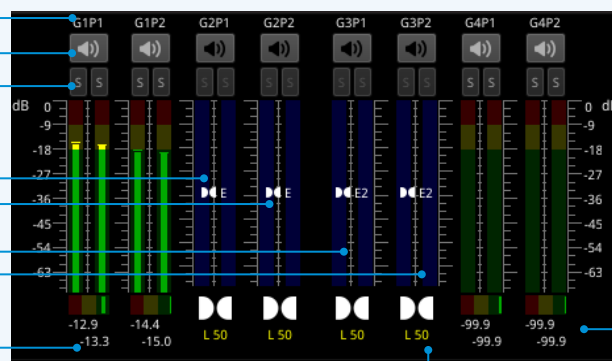 G1P1 G1P2 G2P1 G2P2 G3P1 G3P2 G4P1 G4P2
S S S S S S S S S S S S S S S S
dB 0 0 dB
-9 -9
-18 -18
-27 -27
E E E2 E2
-36 -36
-45 -45
-54 -54
-63 -63
-12.9 -14.4 L 50 L 50 L 50 L 50 -99.9 -99.9
-13.3 -15.0 -99.9 -99.9